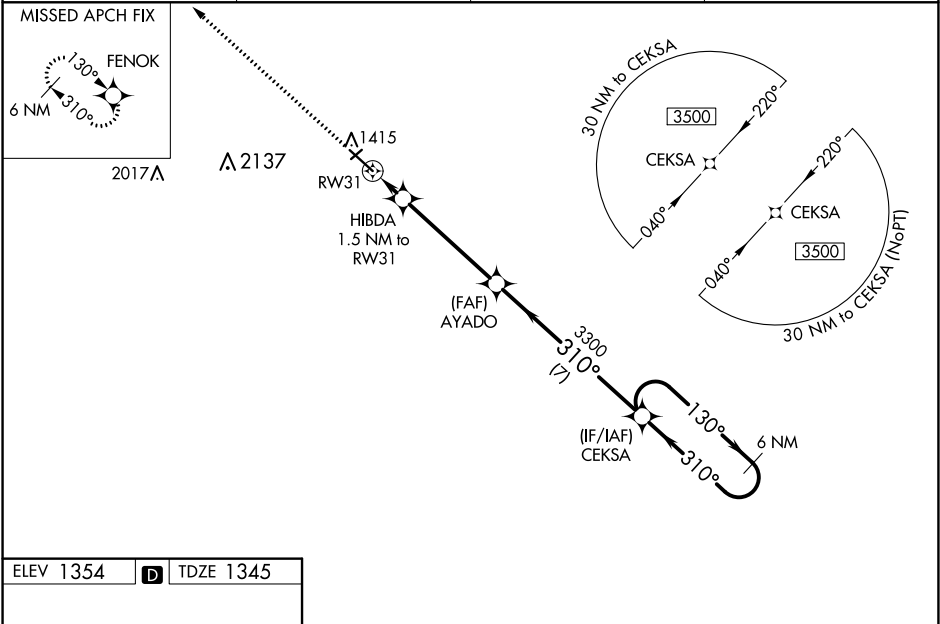 MISSED APCH FIX
FENOK
130°
310°
6 NM
2017
2137
1415
RW31
HIBDA
1.5 NM to
RW31
(FAF)
AYADO
3300
310°
(7)
(IF/IAF)
CEKSA
130°
310°
6 NM
30 NM to CEKSA
3500
220°
CEKSA
040°
220°
CEKSA
040°
3500
30 NM to CEKSA (NoPT)
ELEV 1354 D TDZE 1345